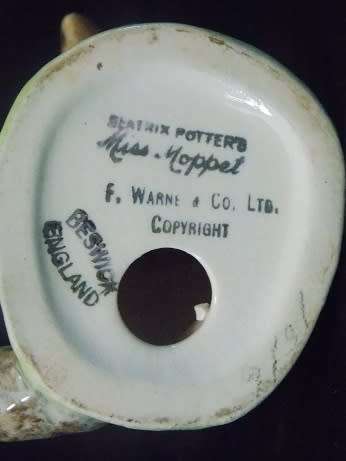 BEATRIX POTTER'S
Miss Moppet
F. WARNE & CO. LTD.
COPYRIGHT
BESWICK
ENGLAND